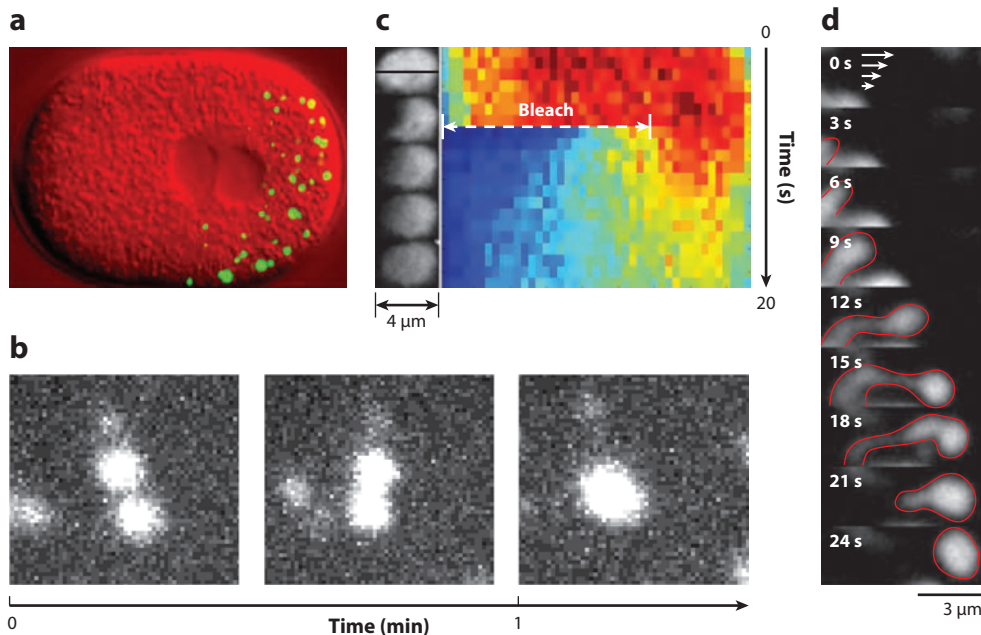 a
b
0
1
Time (min)
c
0
Bleach
Time (s)
20
4 µm
d
0 s
3 s
6 s
9 s
12 s
15 s
18 s
21 s
24 s
3 µm